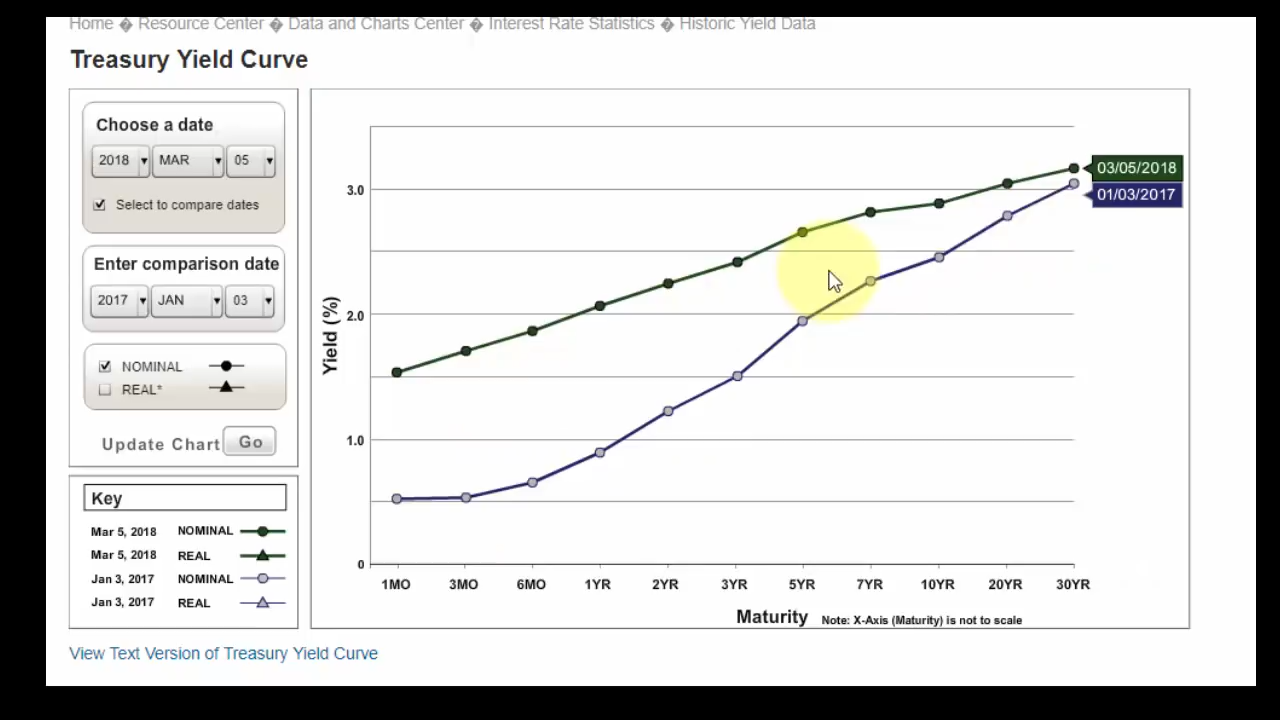 Home � Resource Center � Data and Charts Center � Interest Rate Statistics � Historic Yield Data
Treasury Yield Curve
Choose a date
2018 MAR 05
Select to compare dates
Enter comparison date
2017 JAN 03
NOMINAL
REAL*
Update Chart Go
Key
Mar 5, 2018 NOMINAL
Mar 5, 2018 REAL
Jan 3, 2017 NOMINAL
Jan 3, 2017 REAL
Yield (%)
3.0
2.0
1.0
0
03/05/2018
01/03/2017
1MO 3MO 6MO 1YR 2YR 3YR 5YR 7YR 10YR 20YR 30YR
Maturity Note: X-Axis (Maturity) is not to scale
View Text Version of Treasury Yield Curve